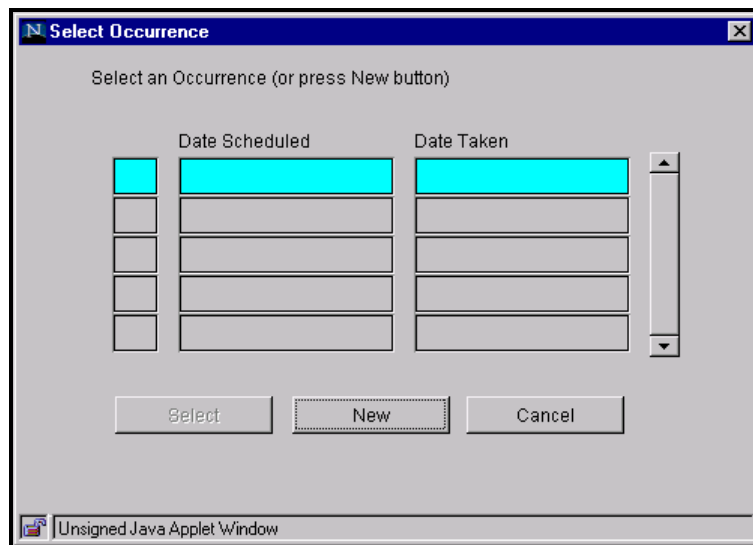 N Select Occurrence
Select an Occurrence (or press New button)
Date Scheduled Date Taken
Select New Cancel
Unsigned Java Applet Window